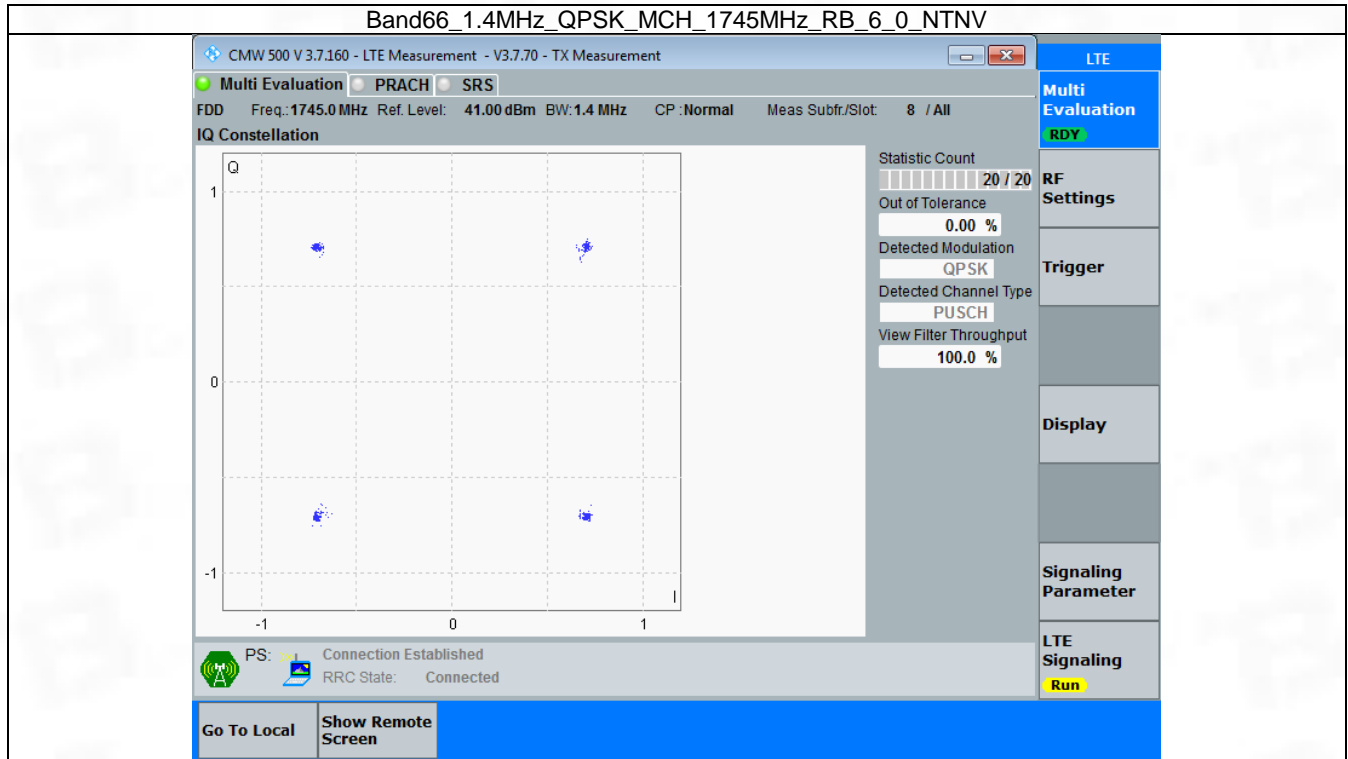 Band66_1.4MHz_QPSK_MCH_1745MHz_RB_6_0_NTNV
CMW 500 V 3.7.160 - LTE Measurement - V3.7.70 - TX Measurement
Multi Evaluation PRACH SRS
FDD Freq.:1745.0 MHz Ref. Level: 41.00 dBm BW:1.4 MHz CP :Normal Meas Subfr./Slot: 8 / All
IQ Constellation
Q
1
0
-1
I
-1 0 1
Statistic Count
20 / 20
Out of Tolerance
0.00 %
Detected Modulation
QPSK
Detected Channel Type
PUSCH
View Filter Throughput
100.0 %
PS: Connection Established
RRC State: Connected
LTE
Multi
Evaluation
RDY
RF
Settings
Trigger
Display
Signaling
Parameter
LTE
Signaling
Run
Go To Local
Show Remote
Screen